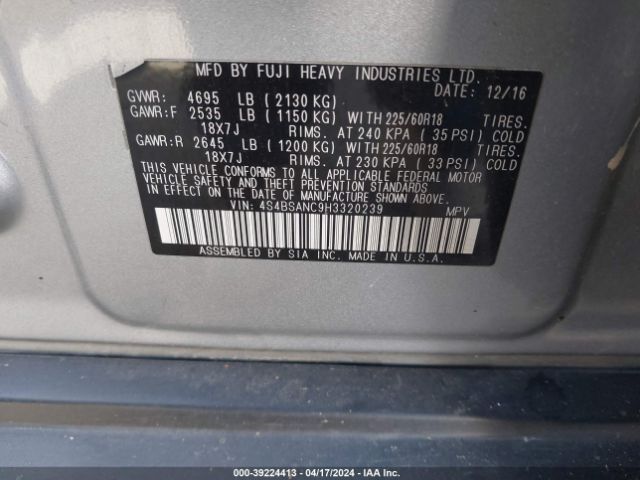 MFD BY FUJI HEAVY INDUSTRIES LTD.
DATE: 12/16
GVWR: 4695 LB ( 2130 KG)
GAWR:F 2535 LB ( 1150 KG) WITH 225/60R18 TIRES.
18X7J RIMS. AT 240 KPA ( 35 PSI) COLD
GAWR:R 2645 LB ( 1200 KG) WITH 225/60R18 TIRES.
18X7J RIMS. AT 230 KPA ( 33 PSI) COLD
THIS VEHICLE CONFORMS TO ALL APPLICABLE FEDERAL MOTOR
VEHICLE SAFETY AND THEFT PREVENTION STANDARDS
IN EFFECT ON THE DATE OF MANUFACTURE SHOWN ABOVE.
VIN: 4S4BSANC9H3320239 MPV
ASSEMBLED BY SIA INC. MADE IN U.S.A.
000-39224413 - 04/17/2024 - IAA